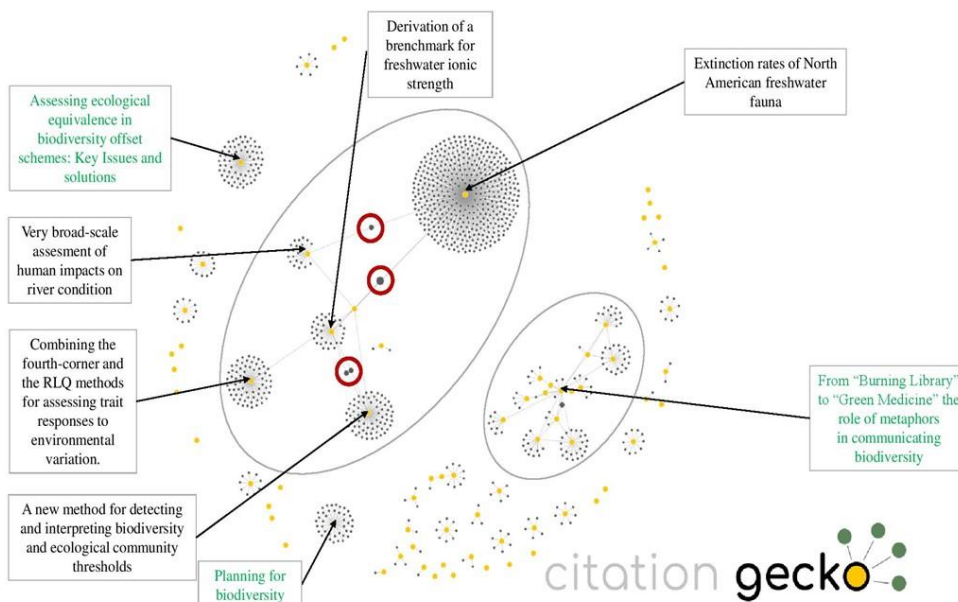 Derivation of a
brenchmark for
freshwater ionic
strength
Extinction rates of North
American freshwater
fauna
Assessing ecological
equivalence in
biodiversity offset
schemes: Key Issues and
solutions
Very broad-scale
assesment of
human impacts on
river condition
Combining the
fourth-corner and
the RLQ methods
for assessing trait
responses to
environmental
variation.
From “Burning Library”
to “Green Medicine” the
role of metaphors
in communicating
biodiversity
A new method for detecting
and interpreting biodiversity
and ecological community
thresholds
Planning for
biodiversity
citation gecko